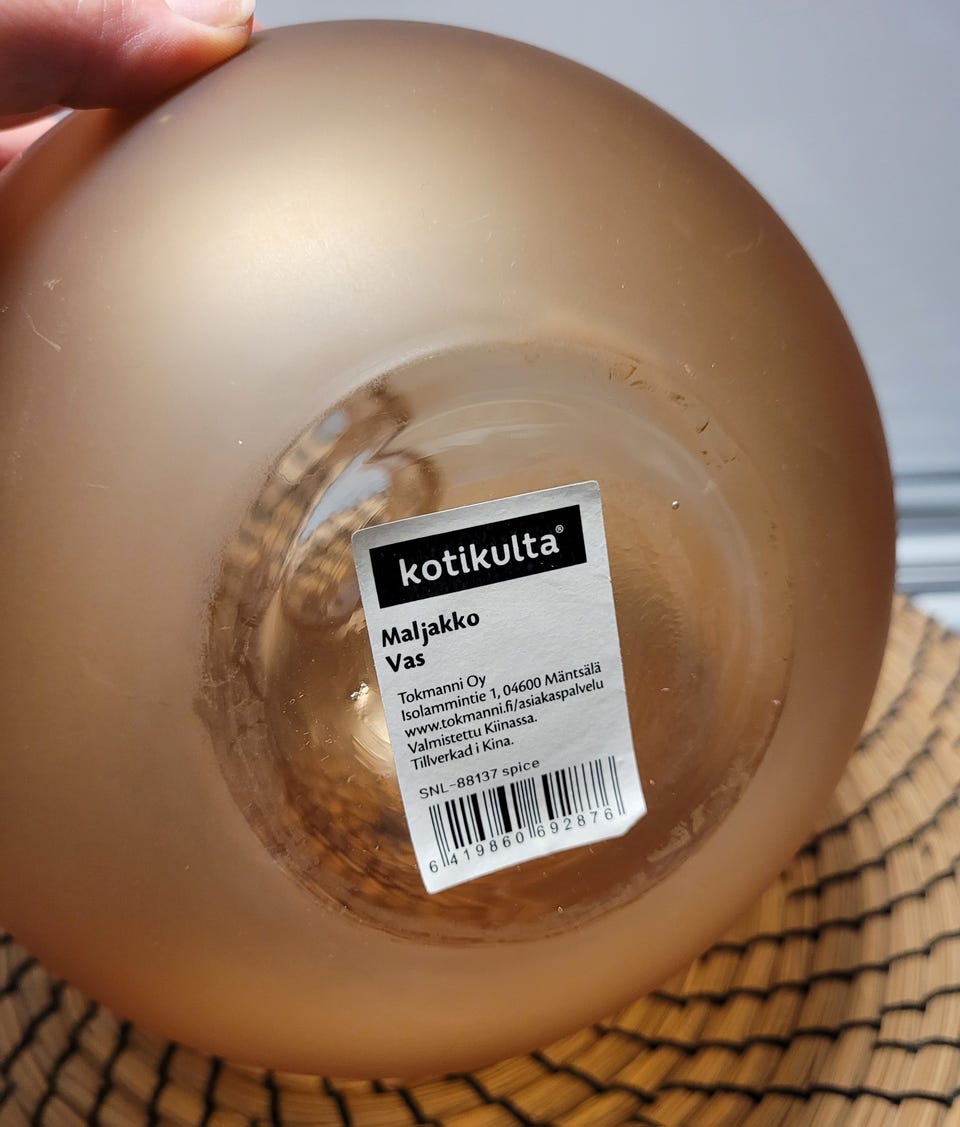 kotikulta®
Maljakko
Vas
Tokmanni Oy
Isolammintie 1, 04600 Mäntsälä
www.tokmanni.fi/asiakaspalvelu
Valmistettu Kiinassa.
Tillverkad i Kina.
SNL-88137 spice
6 419860 692876